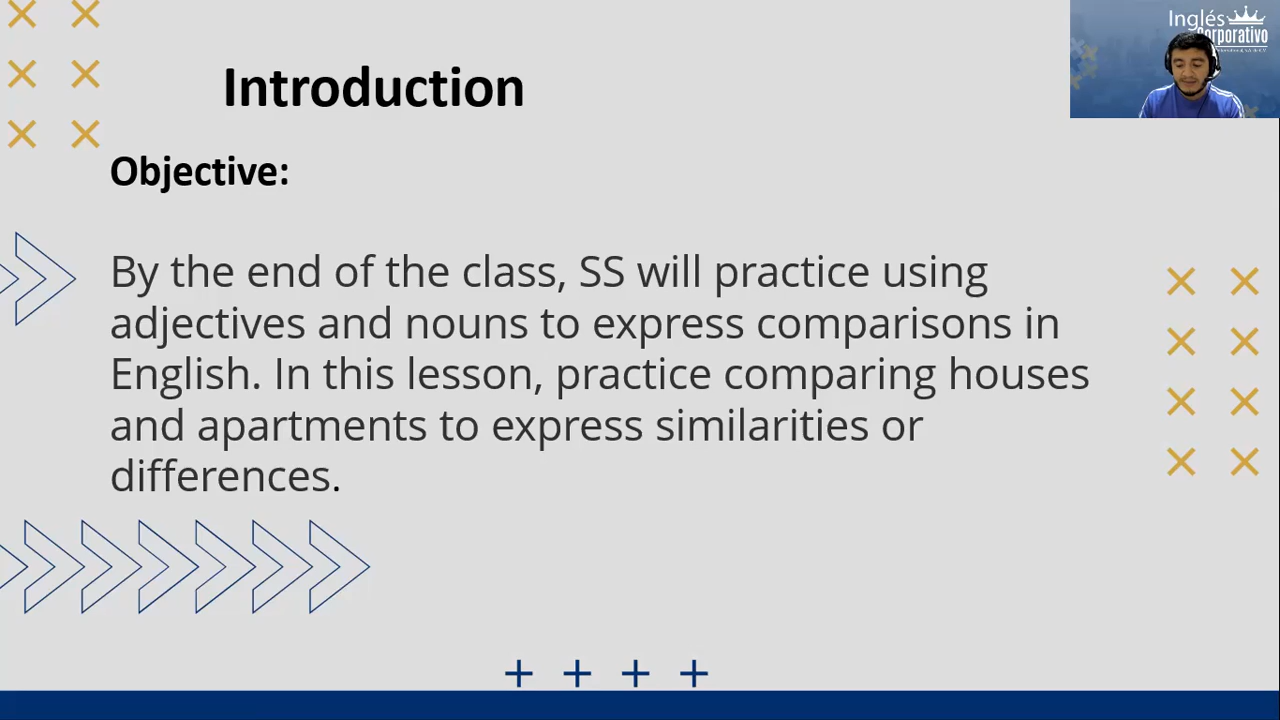 Inglés
Corporativo
Introduction
Objective:
By the end of the class, SS will practice using
adjectives and nouns to express comparisons in
English. In this lesson, practice comparing houses
and apartments to express similarities or
differences.